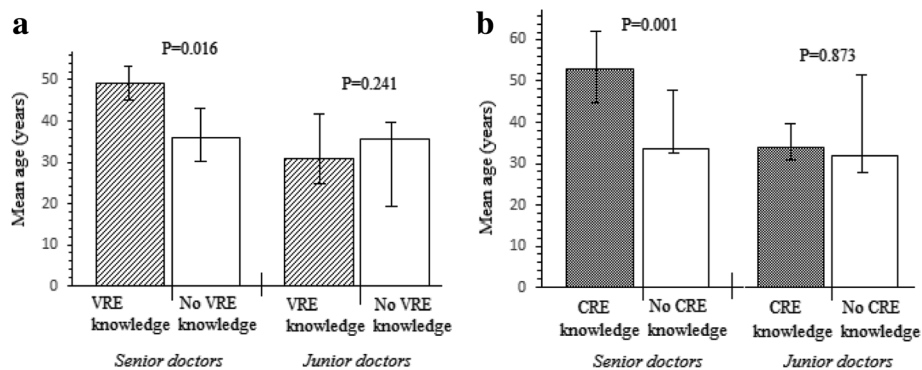 a
P=0.016
P=0.241
Mean age (years)
50
40
30
20
10
0
VRE knowledge
No VRE knowledge
VRE knowledge
No VRE knowledge
Senior doctors
Junior doctors
b
P=0.001
P=0.873
Mean age (years)
60
50
40
30
20
10
0
CRE knowledge
No CRE knowledge
CRE knowledge
No CRE knowledge
Senior doctors
Junior doctors